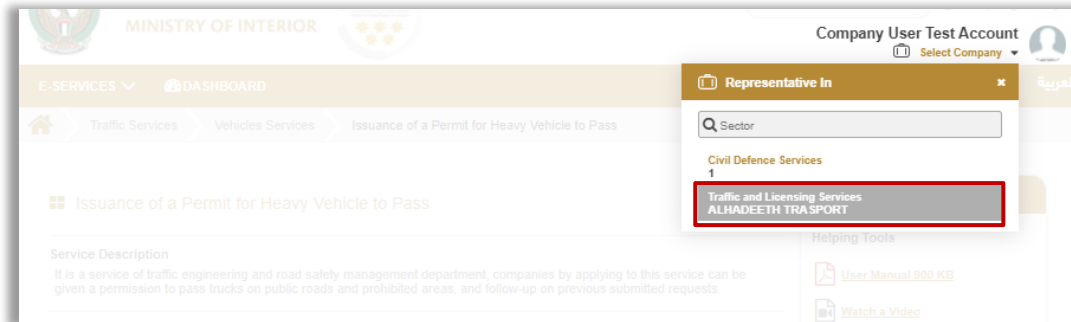 MINISTRY OF INTERIOR
Company User Test Account
Select Company
E-SERVICES
DASHBOARD
العربية
Representative In
×
Traffic Services
Vehicles Services
Issuance of a Permit for Heavy Vehicle to Pass
Sector
Civil Defence Services
1
Traffic and Licensing Services
ALHADEETH TRASPORT
Issuance of a Permit for Heavy Vehicle to Pass
Service Description
It is a service of traffic engineering and road safety management department, companies by applying to this service can be
given a permission to pass trucks on public roads and prohibited areas, and follow-up on previous submitted
requests.
Helping Tools
User Manual 900 KB
Watch a Video